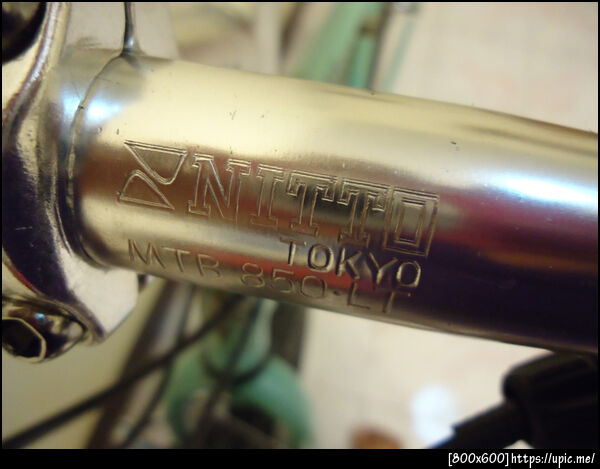 NITTO
TOKYO
MTB 850-LT
[800x600]https://upic.me/